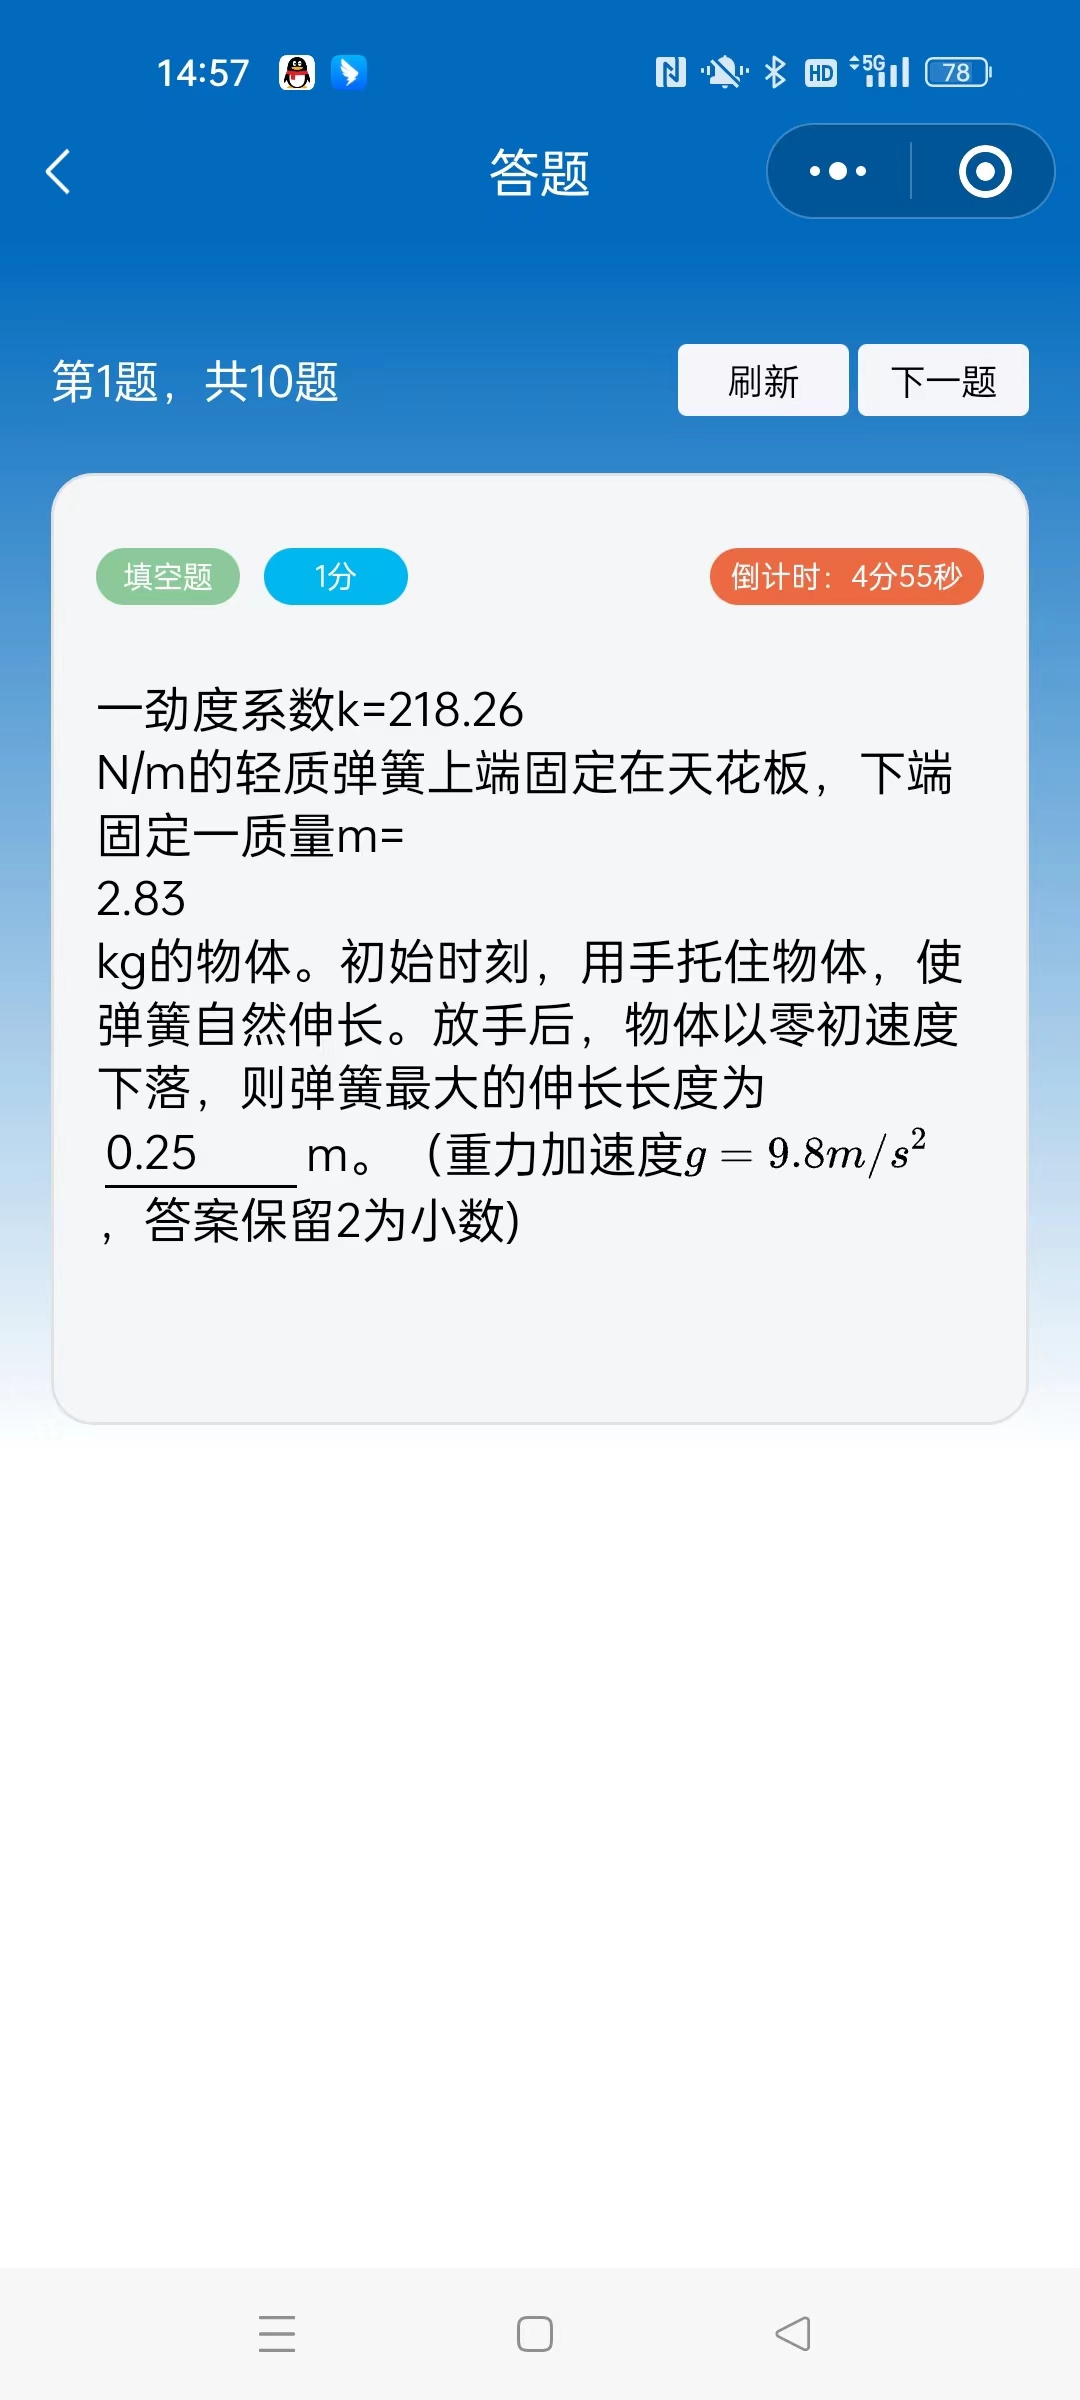 14:57 HD 5G 78
答题
第1题，共10题 刷新 下一题
填空题 1分 倒计时：4分55秒
一劲度系数k=218.26
N/m的轻质弹簧上端固定在天花板，下端
固定一质量m=
2.83
kg的物体。初始时刻，用手托住物体，使
弹簧自然伸长。放手后，物体以零初速度
下落，则弹簧最大的伸长长度为
0.25 m。（重力加速度g = 9.8m/s²
，答案保留2为小数)